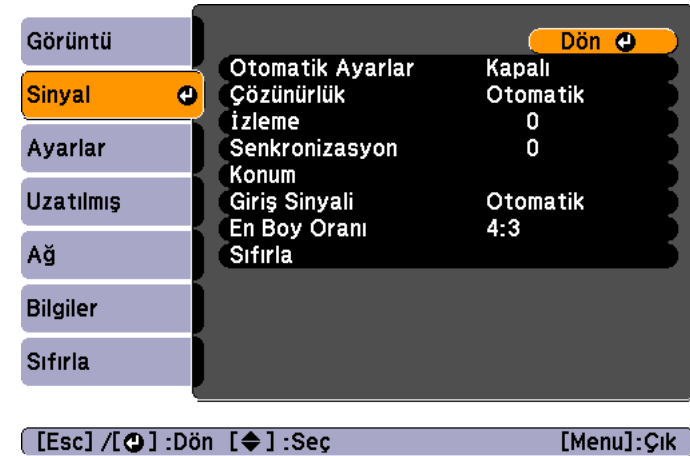 Görüntü
Sinyal
Ayarlar
Uzatılmış
Ağ
Bilgiler
Sıfırla
Dön
Otomatik Ayarlar Kapalı
Çözünürlük Otomatik
İzleme 0
Senkronizasyon 0
Konum
Giriş Sinyali Otomatik
En Boy Oranı 4:3
Sıfırla
[Esc] /[ ] :Dön [ ] :Seç [Menu]:Çık